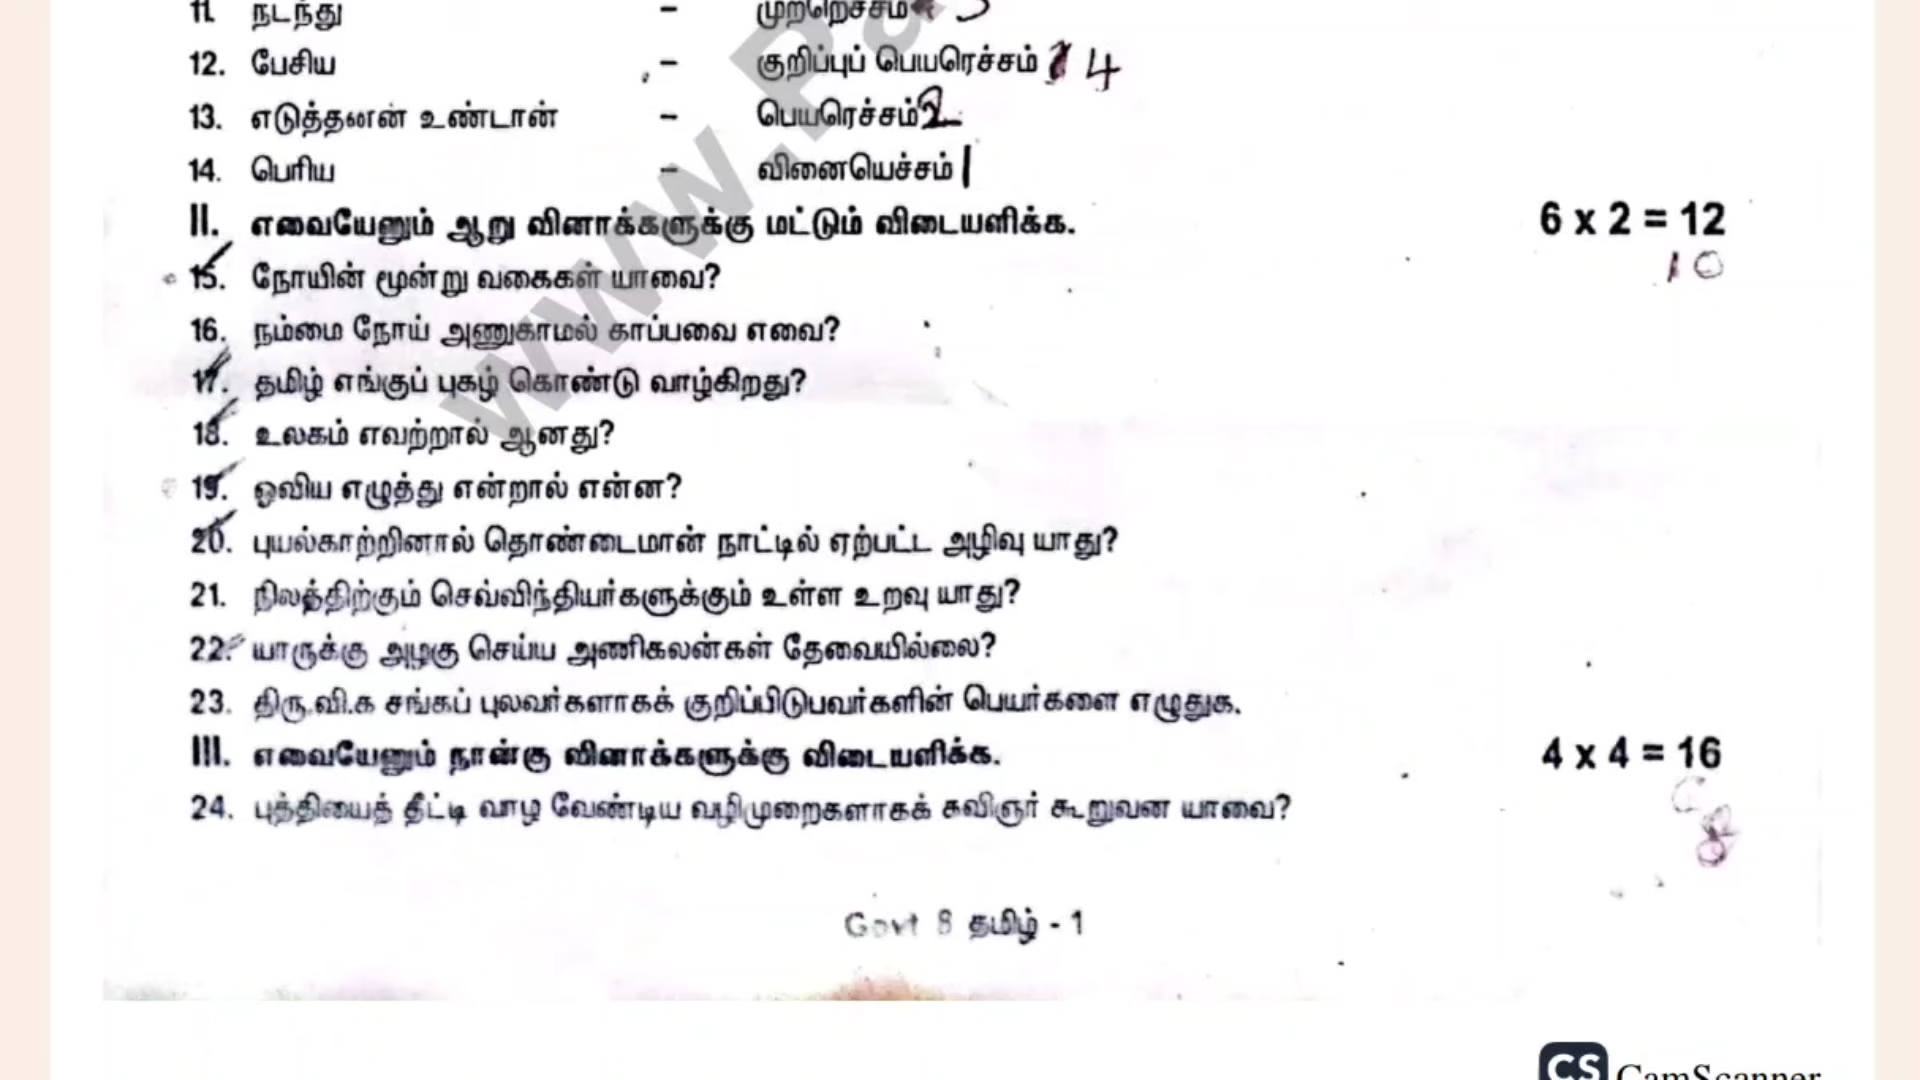 11. நடந்து - முற்றெச்சம் 3
12. பேசிய - குறிப்புப் பெயரெச்சம் 4
13. எடுத்தனன் உண்டான் - பெயரெச்சம் 2
14. பெரிய - வினையெச்சம் 1
II. எவையேனும் ஆறு வினாக்களுக்கு மட்டும் விடையளிக்க. 6 x 2 = 12
10
15. நோயின் மூன்று வகைகள் யாவை?
16. நம்மை நோய் அணுகாமல் காப்பவை எவை?
17. தமிழ் எங்குப் புகழ் கொண்டு வாழ்கிறது?
18. உலகம் எவற்றால் ஆனது?
19. ஓவிய எழுத்து என்றால் என்ன?
20. புயல்காற்றினால் தொண்டைமான் நாட்டில் ஏற்பட்ட அழிவு யாது?
21. நிலத்திற்கும் செவ்விந்தியர்களுக்கும் உள்ள உறவு யாது?
22. யாருக்கு அழகு செய்ய அணிகலன்கள் தேவையில்லை?
23. திரு.வி.க சங்கப் புலவர்களாகக் குறிப்பிடுபவர்களின் பெயர்களை எழுதுக.
III. எவையேனும் நான்கு வினாக்களுக்கு விடையளிக்க. 4 x 4 = 16
8
24. புத்தியைத் தீட்டி வாழ வேண்டிய வழிமுறைகளாகக் கவிஞர் கூறுவன யாவை?
Govt 8 தமிழ் - 1
www.Pa
CS CamScanner